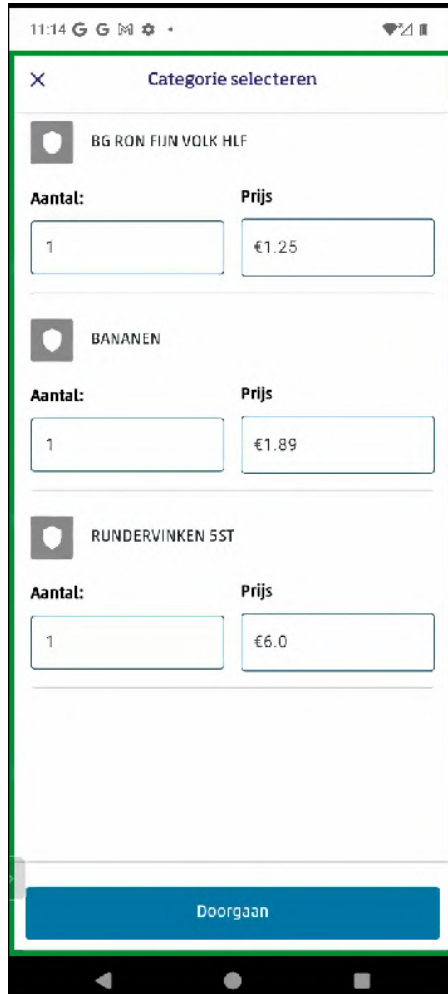 11:14 G G M
Categorie selecteren
BG RON FIJN VOLK HLF
Aantal: Prijs
1 €1.25
BANANEN
Aantal: Prijs
1 €1.89
RUNDERVINKEN 5ST
Aantal: Prijs
1 €6.0
Doorgaan